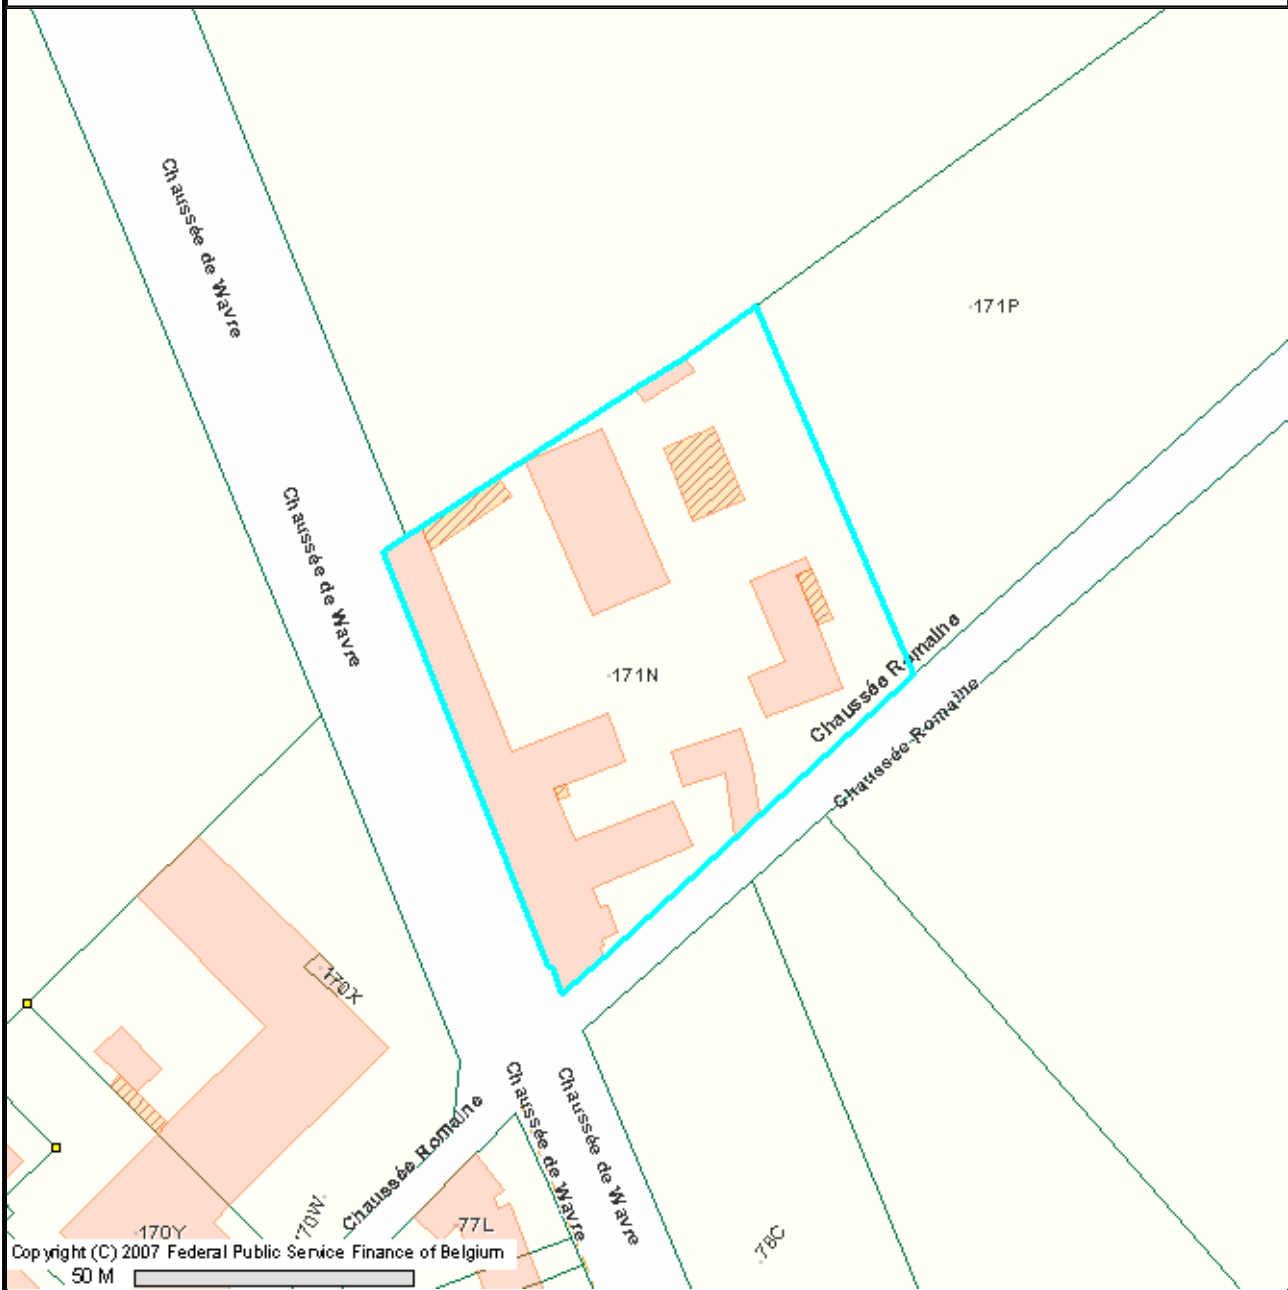 Chaussée de Wavre
171P
Chaussée de Wavre
171N
Chaussée Romaine
Chaussée Romaine
170X
Chaussée de Wavre
Chaussée de Wavre
Chaussée Romaine
170W
170Y
77L
78C
Copyright (C) 2007 Federal Public Service Finance of Belgium
50 M